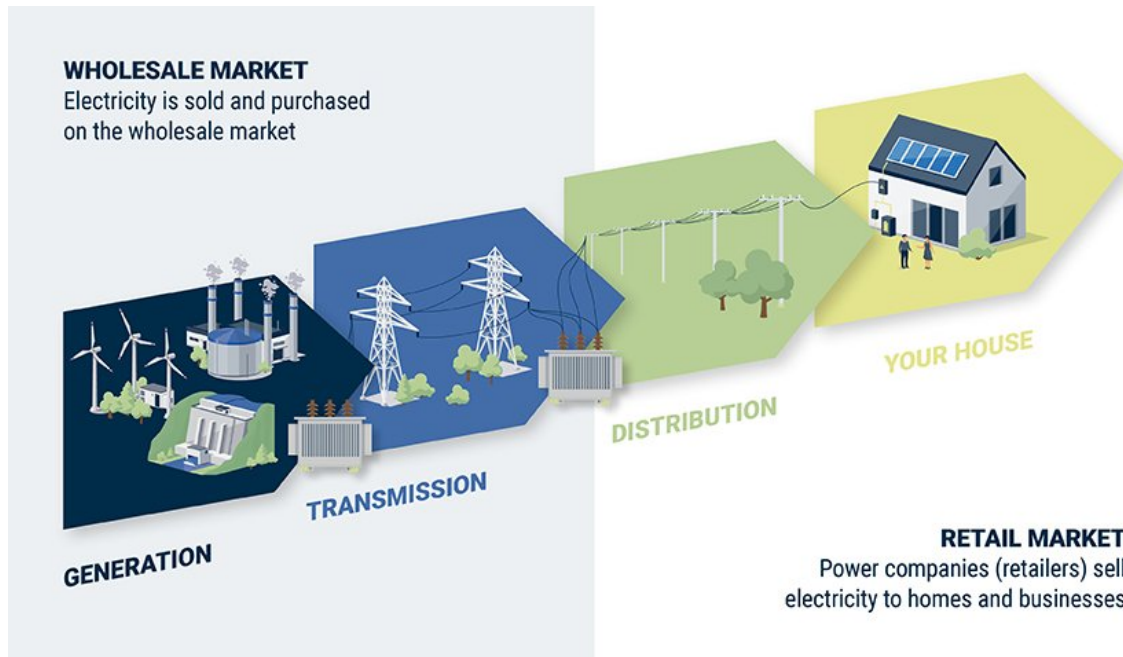 WHOLESALE MARKET
Electricity is sold and purchased
on the wholesale market
GENERATION
TRANSMISSION
DISTRIBUTION
YOUR HOUSE
RETAIL MARKET
Power companies (retailers) sell
electricity to homes and businesses